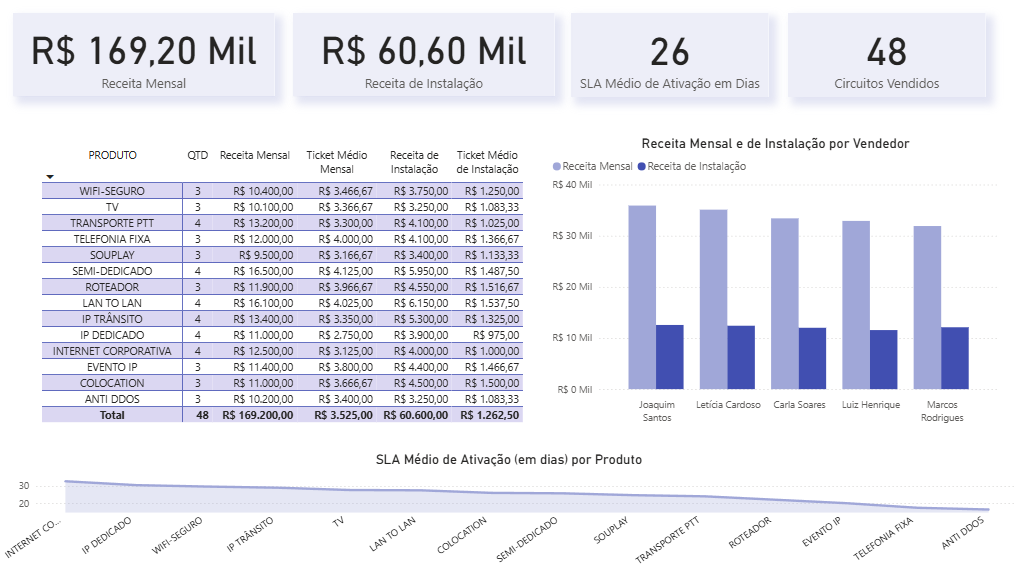 R$ 169,20 Mil
Receita Mensal
R$ 60,60 Mil
Receita de Instalação
26
SLA Médio de Ativação em Dias
48
Circuitos Vendidos
PRODUTO QTD Receita Mensal Ticket Médio Mensal Receita de Instalação Ticket Médio de Instalação
WIFI-SEGURO 3 R$ 10.400,00 R$ 3.466,67 R$ 3.750,00 R$ 1.250,00
TV 3 R$ 10.100,00 R$ 3.366,67 R$ 3.250,00 R$ 1.083,33
TRANSPORTE PTT 4 R$ 13.200,00 R$ 3.300,00 R$ 4.100,00 R$ 1.025,00
TELEFONIA FIXA 3 R$ 12.000,00 R$ 4.000,00 R$ 4.100,00 R$ 1.366,67
SOUPLAY 3 R$ 9.500,00 R$ 3.166,67 R$ 3.400,00 R$ 1.133,33
SEMI-DEDICADO 4 R$ 16.500,00 R$ 4.125,00 R$ 5.950,00 R$ 1.487,50
ROTEADOR 3 R$ 11.900,00 R$ 3.966,67 R$ 4.550,00 R$ 1.516,67
LAN TO LAN 4 R$ 16.100,00 R$ 4.025,00 R$ 6.150,00 R$ 1.537,50
IP TRÂNSITO 4 R$ 13.400,00 R$ 3.350,00 R$ 5.300,00 R$ 1.325,00
IP DEDICADO 4 R$ 11.000,00 R$ 2.750,00 R$ 3.900,00 R$ 975,00
INTERNET CORPORATIVA 4 R$ 12.500,00 R$ 3.125,00 R$ 4.000,00 R$ 1.000,00
EVENTO IP 3 R$ 11.400,00 R$ 3.800,00 R$ 4.400,00 R$ 1.466,67
COLOCATION 3 R$ 11.000,00 R$ 3.666,67 R$ 4.500,00 R$ 1.500,00
ANTI DDOS 3 R$ 10.200,00 R$ 3.400,00 R$ 3.250,00 R$ 1.083,33
Total 48 R$ 169.200,00 R$ 3.525,00 R$ 60.600,00 R$ 1.262,50
Receita Mensal e de Instalação por Vendedor
Receita Mensal Receita de Instalação
R$ 40 Mil
R$ 30 Mil
R$ 20 Mil
R$ 10 Mil
R$ 0 Mil
Joaquim Santos
Letícia Cardoso
Carla Soares
Luiz Henrique
Marcos Rodrigues
SLA Médio de Ativação (em dias) por Produto
30
20
INTERNET CO...
IP DEDICADO
WIFI-SEGURO
IP TRÂNSITO
TV
LAN TO LAN
COLOCATION
SEMI-DEDICADO
SOUPLAY
TRANSPORTE PTT
ROTEADOR
EVENTO IP
TELEFONIA FIXA
ANTI DDOS